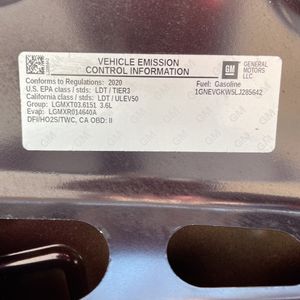 VEHICLE EMISSION
CONTROL INFORMATION
GM
GENERAL
MOTORS LLC.
Conforms to Regulations: 2020
U.S. EPA class / stds: LDT / TIER3
California class / stds: LDT / ULEV50
Group: LGMXT03.6151 3.6L
Evap: LGMXR014640A
DFI/HO2S/TWC, CA OBD: II
Fuel: Gasoline
1GNEVGKW5LJ285642